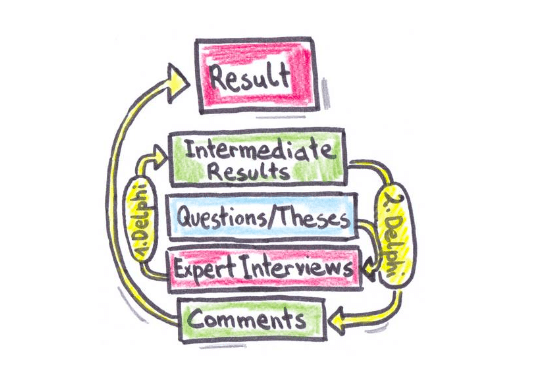 Result
Intermediate
Results
1. Delphi
Questions/Theses
2. Delphi
Expert Interviews
Comments